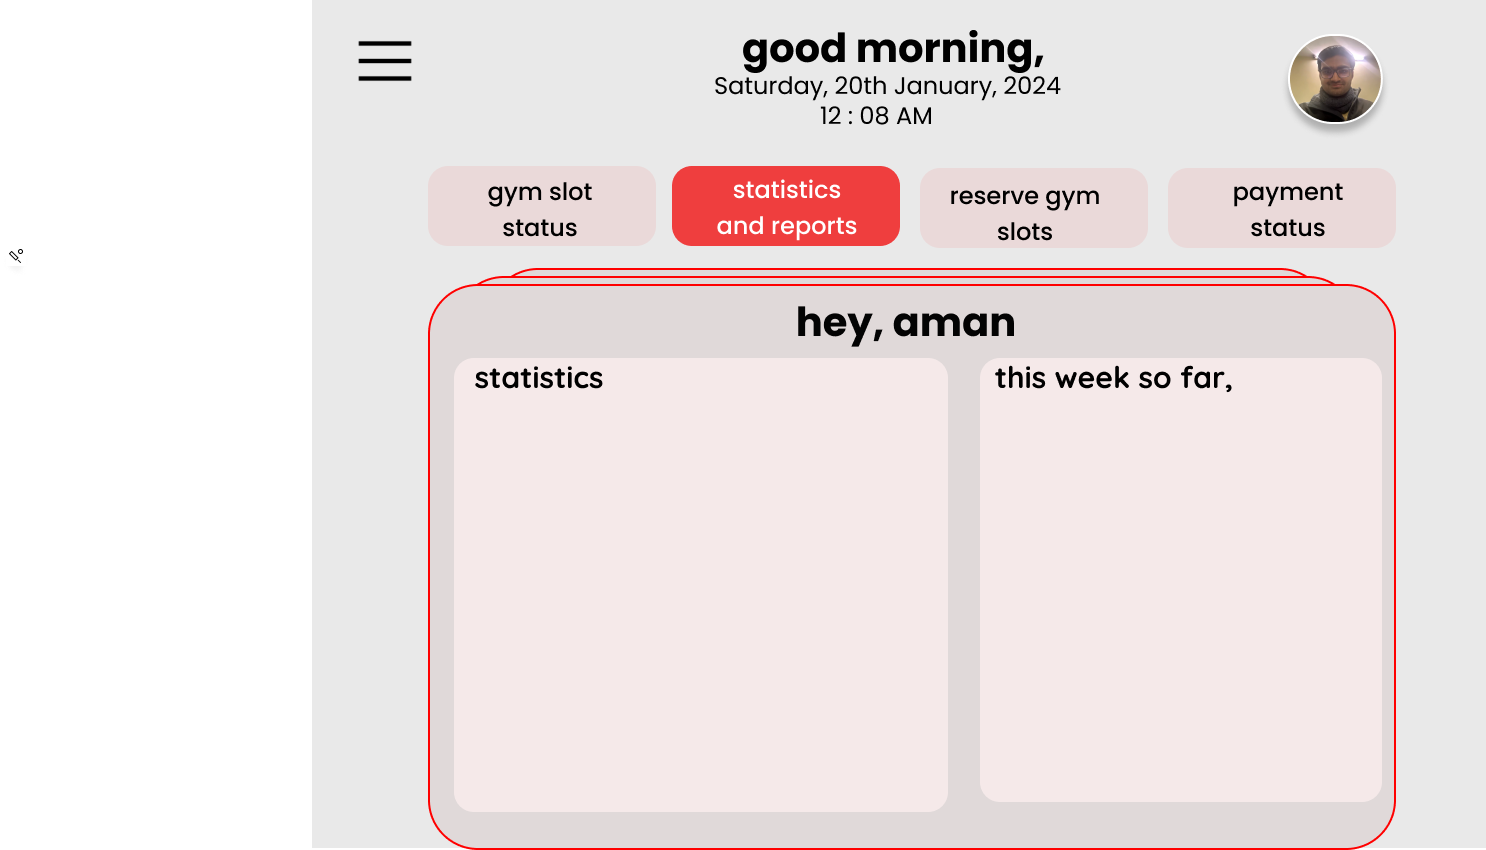 good morning,
Saturday, 20th January, 2024
12 : 08 AM
gym slot
status
statistics
and reports
reserve gym
slots
payment
status
hey, aman
statistics
this week so far,